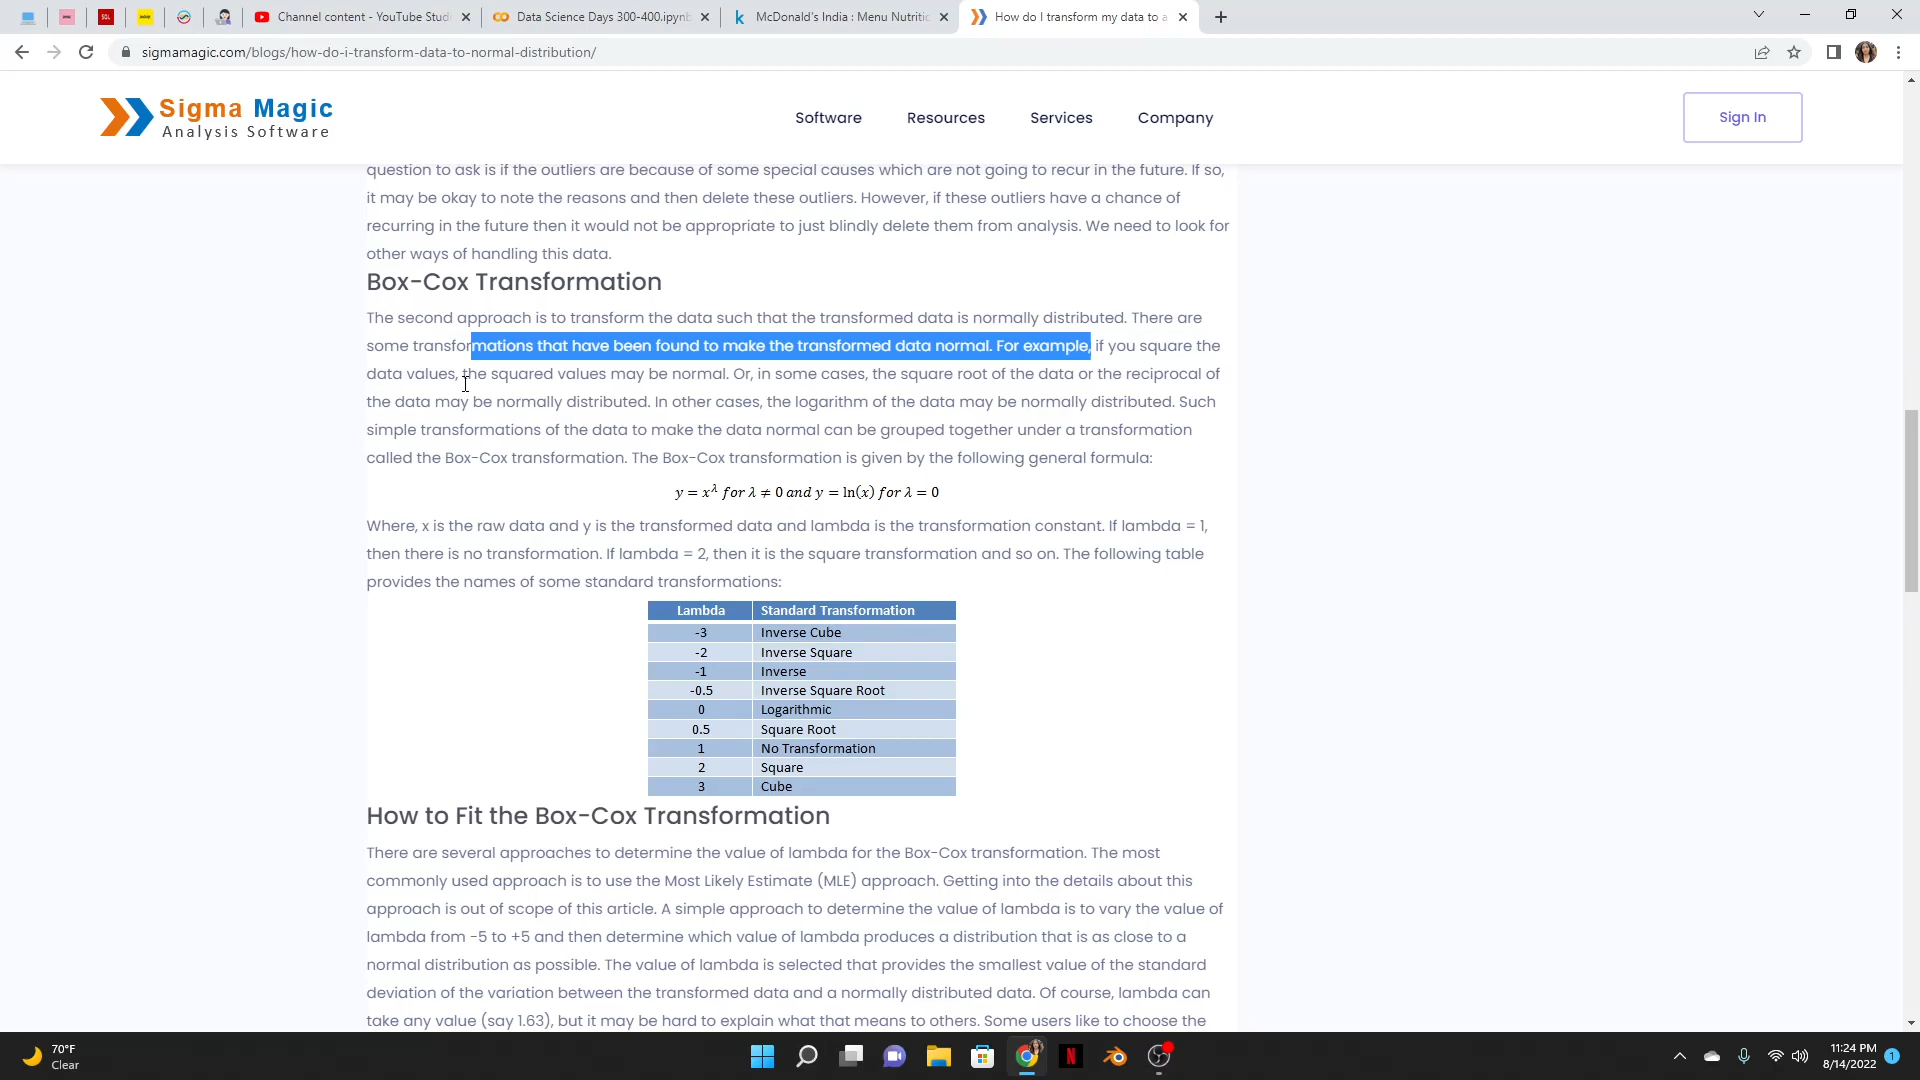 Channel content - YouTube Studi
Data Science Days 300-400.ipynb
McDonald's India : Menu Nutritic
How do I transform my data to a
sigmamagic.com/blogs/how-do-i-transform-data-to-normal-distribution/
Sigma Magic
Analysis Software
Software
Resources
Services
Company
Sign In
question to ask is if the outliers are because of some special causes which are not going to recur in the future. If so,
it may be okay to note the reasons and then delete these outliers. However, if these outliers have a chance of
recurring in the future then it would not be appropriate to just blindly delete them from analysis. We need to look for
other ways of handling this data.
Box-Cox Transformation
The second approach is to transform the data such that the transformed data is normally distributed. There are
some transformations that have been found to make the transformed data normal. For example, if you square the
data values, the squared values may be normal. Or, in some cases, the square root of the data or the reciprocal of
the data may be normally distributed. In other cases, the logarithm of the data may be normally distributed. Such
simple transformations of the data to make the data normal can be grouped together under a transformation
called the Box-Cox transformation. The Box-Cox transformation is given by the following general formula:
y = x^λ for λ ≠ 0 and y = ln(x) for λ = 0
Where, x is the raw data and y is the transformed data and lambda is the transformation constant. If lambda = 1,
then there is no transformation. If lambda = 2, then it is the square transformation and so on. The following table
provides the names of some standard transformations:
Lambda Standard Transformation
-3 Inverse Cube
-2 Inverse Square
-1 Inverse
-0.5 Inverse Square Root
0 Logarithmic
0.5 Square Root
1 No Transformation
2 Square
3 Cube
How to Fit the Box-Cox Transformation
There are several approaches to determine the value of lambda for the Box-Cox transformation. The most
commonly used approach is to use the Most Likely Estimate (MLE) approach. Getting into the details about this
approach is out of scope of this article. A simple approach to determine the value of lambda is to vary the value of
lambda from -5 to +5 and then determine which value of lambda produces a distribution that is as close to a
normal distribution as possible. The value of lambda is selected that provides the smallest value of the standard
deviation of the variation between the transformed data and a normally distributed data. Of course, lambda can
take any value (say 1.63), but it may be hard to explain what that means to others. Some users like to choose the
70°F
Clear
11:24 PM
8/14/2022
1